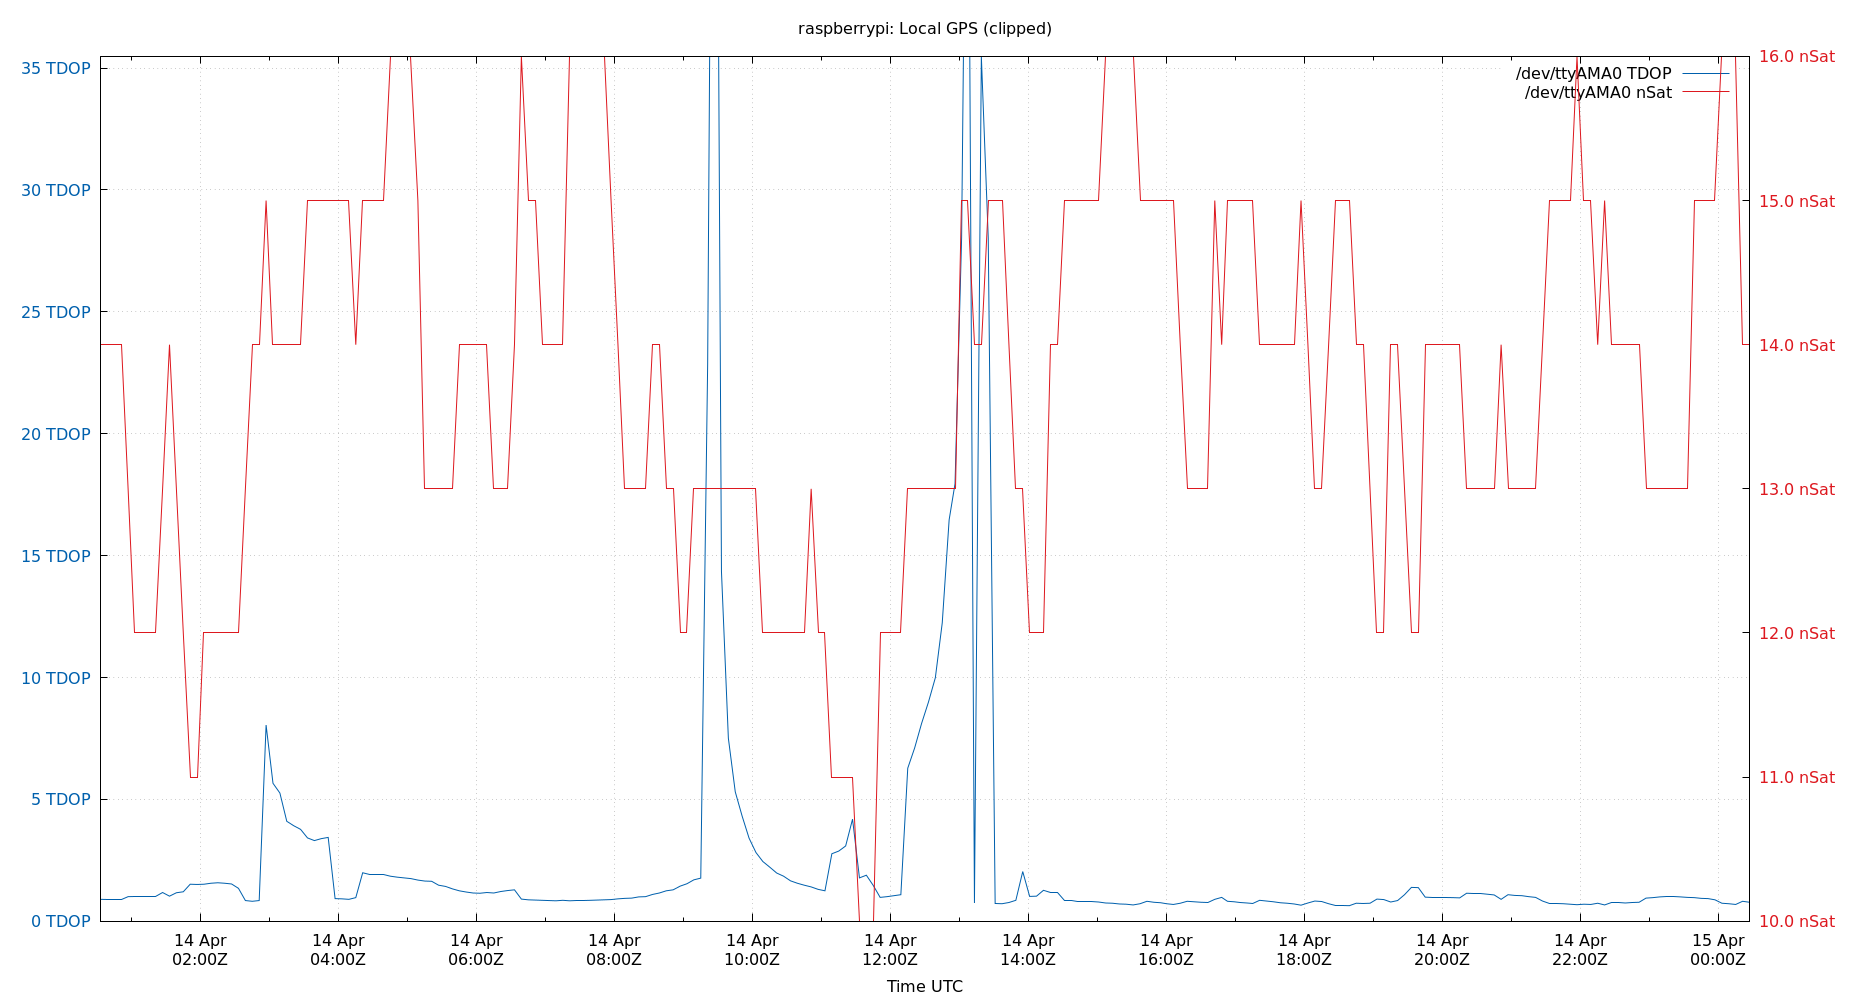 raspberrypi: Local GPS (clipped)
35 TDOP
30 TDOP
25 TDOP
20 TDOP
15 TDOP
10 TDOP
5 TDOP
0 TDOP
/dev/ttyAMA0 TDOP
/dev/ttyAMA0 nSat
16.0 nSat
15.0 nSat
14.0 nSat
13.0 nSat
12.0 nSat
11.0 nSat
10.0 nSat
14 Apr 14 Apr 14 Apr 14 Apr 14 Apr 14 Apr 14 Apr 14 Apr 14 Apr 14 Apr 14 Apr 15 Apr
02:00Z 04:00Z 06:00Z 08:00Z 10:00Z 12:00Z 14:00Z 16:00Z 18:00Z 20:00Z 22:00Z 00:00Z
Time UTC